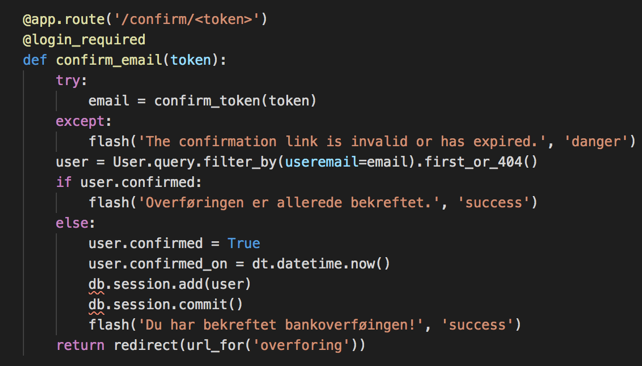 @app.route('/confirm/<token>')
@login_required
def confirm_email(token):
try:
email = confirm_token(token)
except:
flash('The confirmation link is invalid or has expired.', 'danger')
user = User.query.filter_by(useremail=email).first_or_404()
if user.confirmed:
flash('Overføringen er allerede bekreftet.', 'success')
else:
user.confirmed = True
user.confirmed_on = dt.datetime.now()
db.session.add(user)
db.session.commit()
flash('Du har bekreftet bankoverføingen!', 'success')
return redirect(url_for('overforing'))